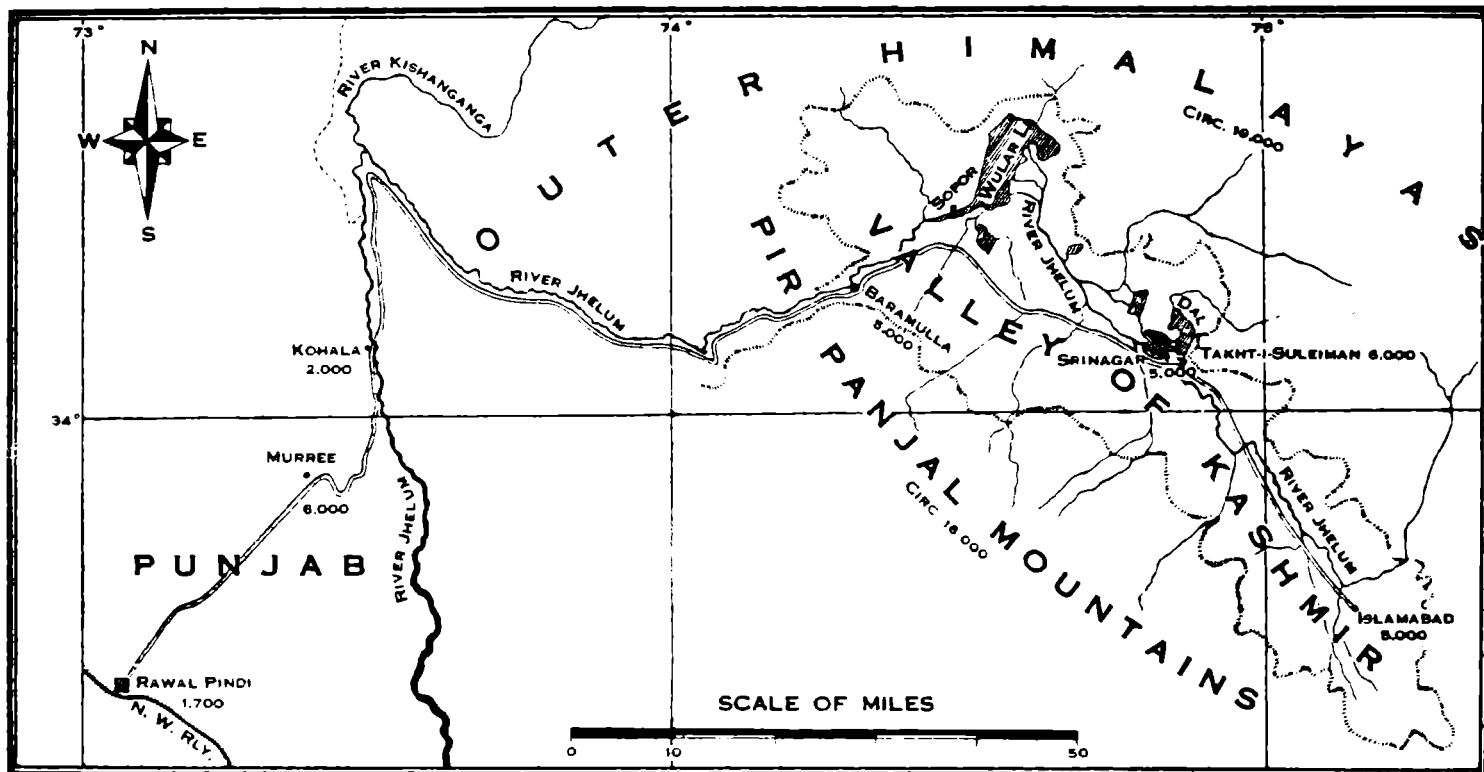 73°
74°
75°
N
W
E
S
RIVER KISHANGANGA
OUTER HIMALAYAS
CIRC. 16,000
WULAR L
SOPOR
RIVER JHELUM
RIVER JHELUM
PIR PANJAL MOUNTAINS
CIRC. 16 000
VALLEY OF KASHMIR
BARAMULLA
5,000
DAL
TAKHT-I-SULEIMAN 6,000
SRINAGAR
5,000
KOHALA
2,000
34°
MURREE
6,000
RIVER JHELUM
PUNJAB
RIVER JHELUM
ISLAMABAD
5,000
RAWAL PINDI
1,700
N. W. RLY.
SCALE OF MILES
0
10
50